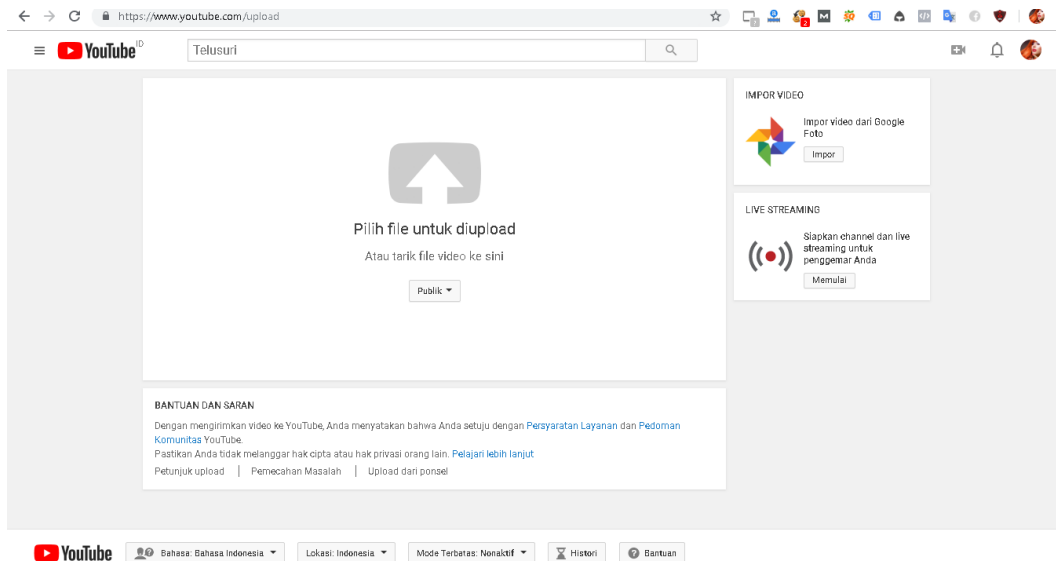 https://www.youtube.com/upload
2
YouTube ID
Telusuri
Pilih file untuk diupload
Atau tarik file video ke sini
Publik
IMPOR VIDEO
Impor video dari Google
Foto
Impor
LIVE STREAMING
Siapkan channel dan live
streaming untuk
penggemar Anda
Memulai
BANTUAN DAN SARAN
Dengan mengirimkan video ke YouTube, Anda menyatakan bahwa Anda setuju dengan Persyaratan Layanan dan Pedoman
Komunitas YouTube.
Pastikan Anda tidak melanggar hak cipta atau hak privasi orang lain. Pelajari lebih lanjut
Petunjuk upload | Pemecahan Masalah | Upload dari ponsel
YouTube Bahasa: Bahasa Indonesia Lokasi: Indonesia Mode Terbatas: Nonaktif Histori Bantuan